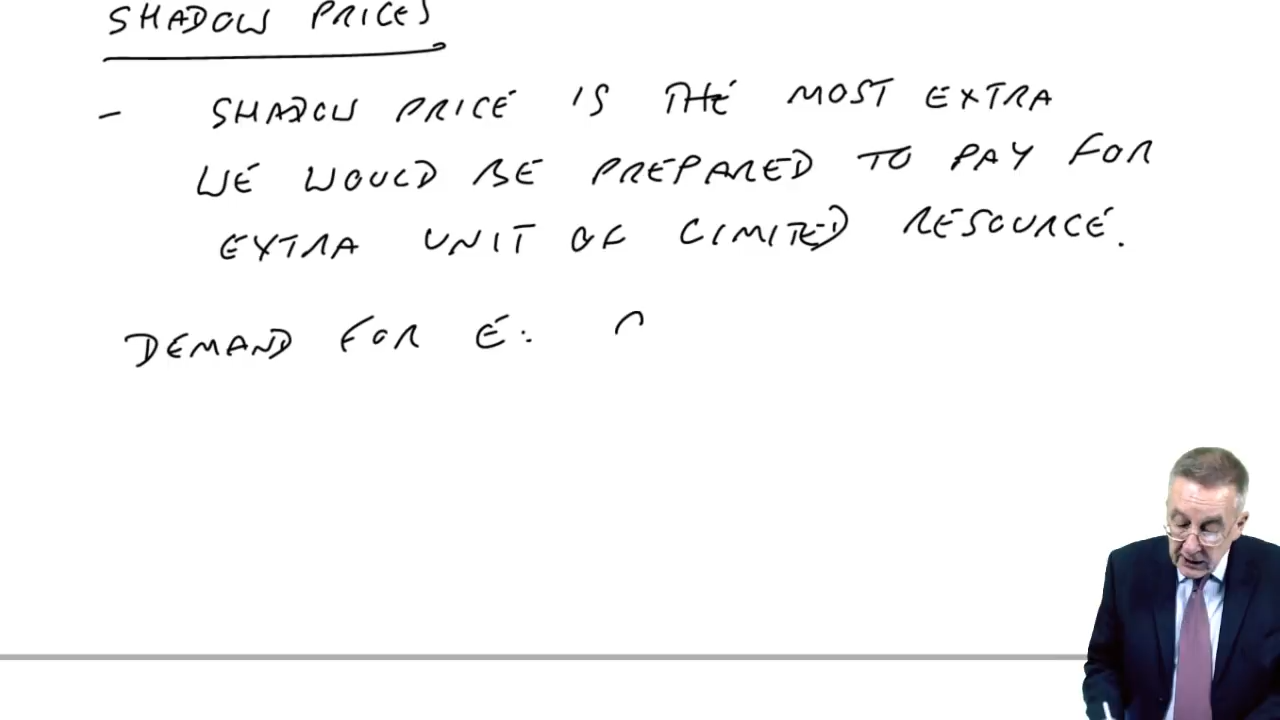 SHADOW PRICES
- SHADOW PRICE IS THE MOST EXTRA
WE WOULD BE PREPARED TO PAY FOR
EXTRA UNIT OF LIMITED RESOURCE.
DEMAND FOR E: